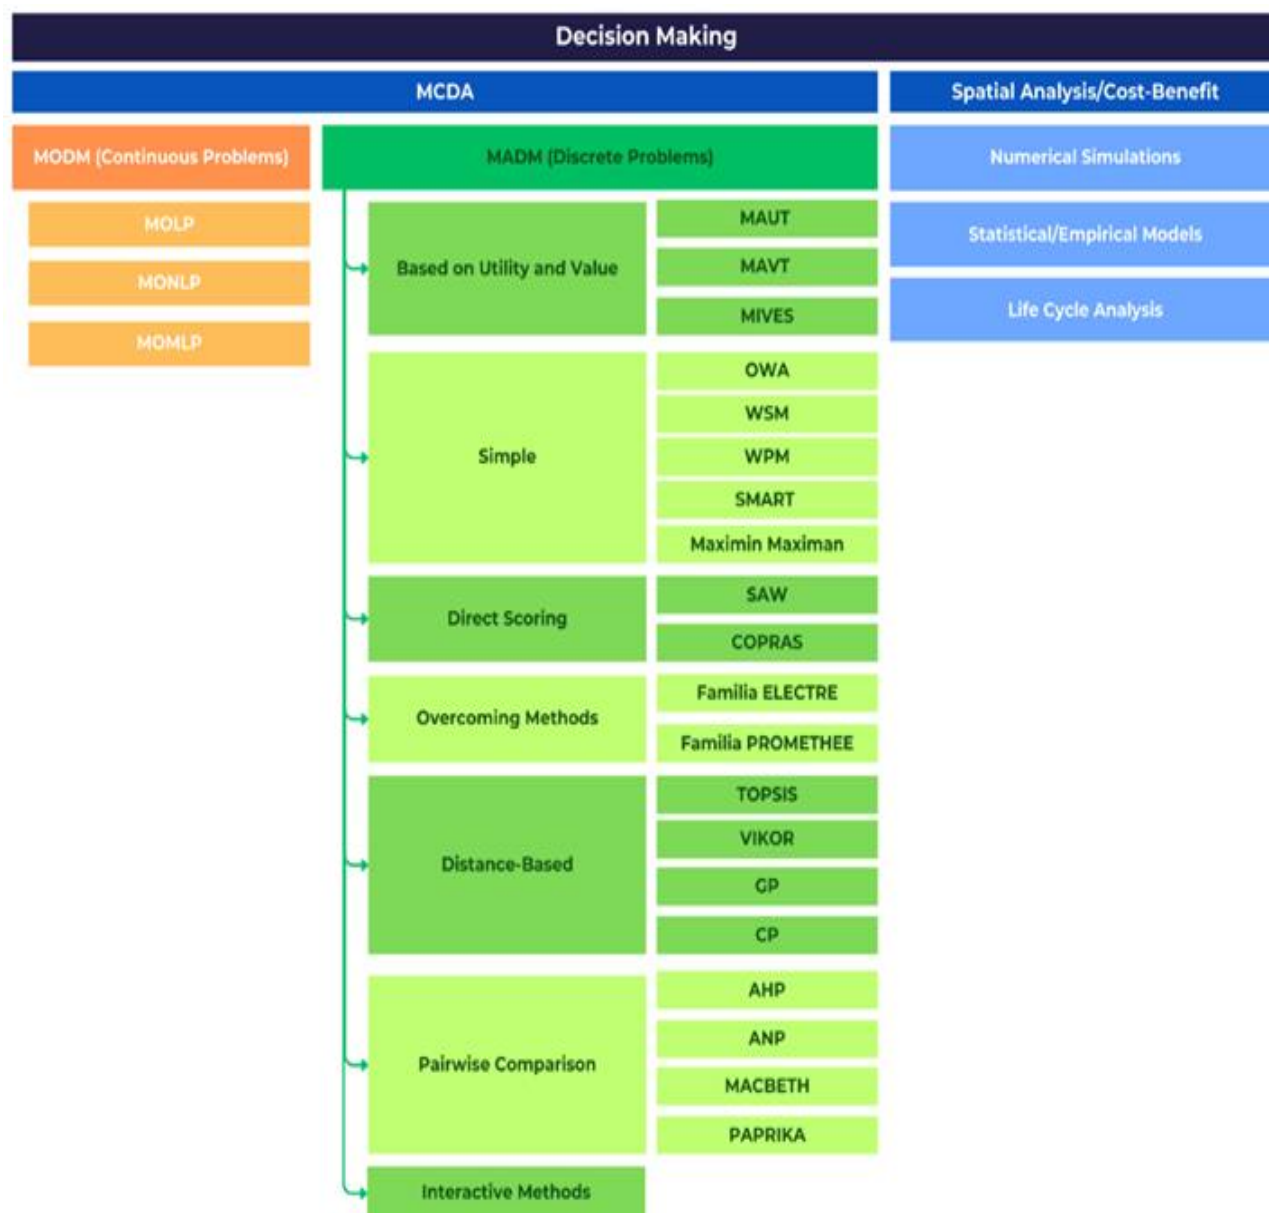 Decision Making
MCDA
Spatial Analysis/Cost-Benefit
MODM (Continuous Problems)
MADM (Discrete Problems)
Numerical Simulations
MOLP
MONLP
MOMLP
Based on Utility and Value
MAUT
MAVT
MIVES
Simple
OWA
WSM
WPM
SMART
Maximin Maximan
Direct Scoring
SAW
COPRAS
Overcoming Methods
Familia ELECTRE
Familia PROMETHEE
Distance-Based
TOPSIS
VIKOR
GP
CP
Pairwise Comparison
AHP
ANP
MACBETH
PAPRIKA
Interactive Methods
Statistical/Empirical Models
Life Cycle Analysis